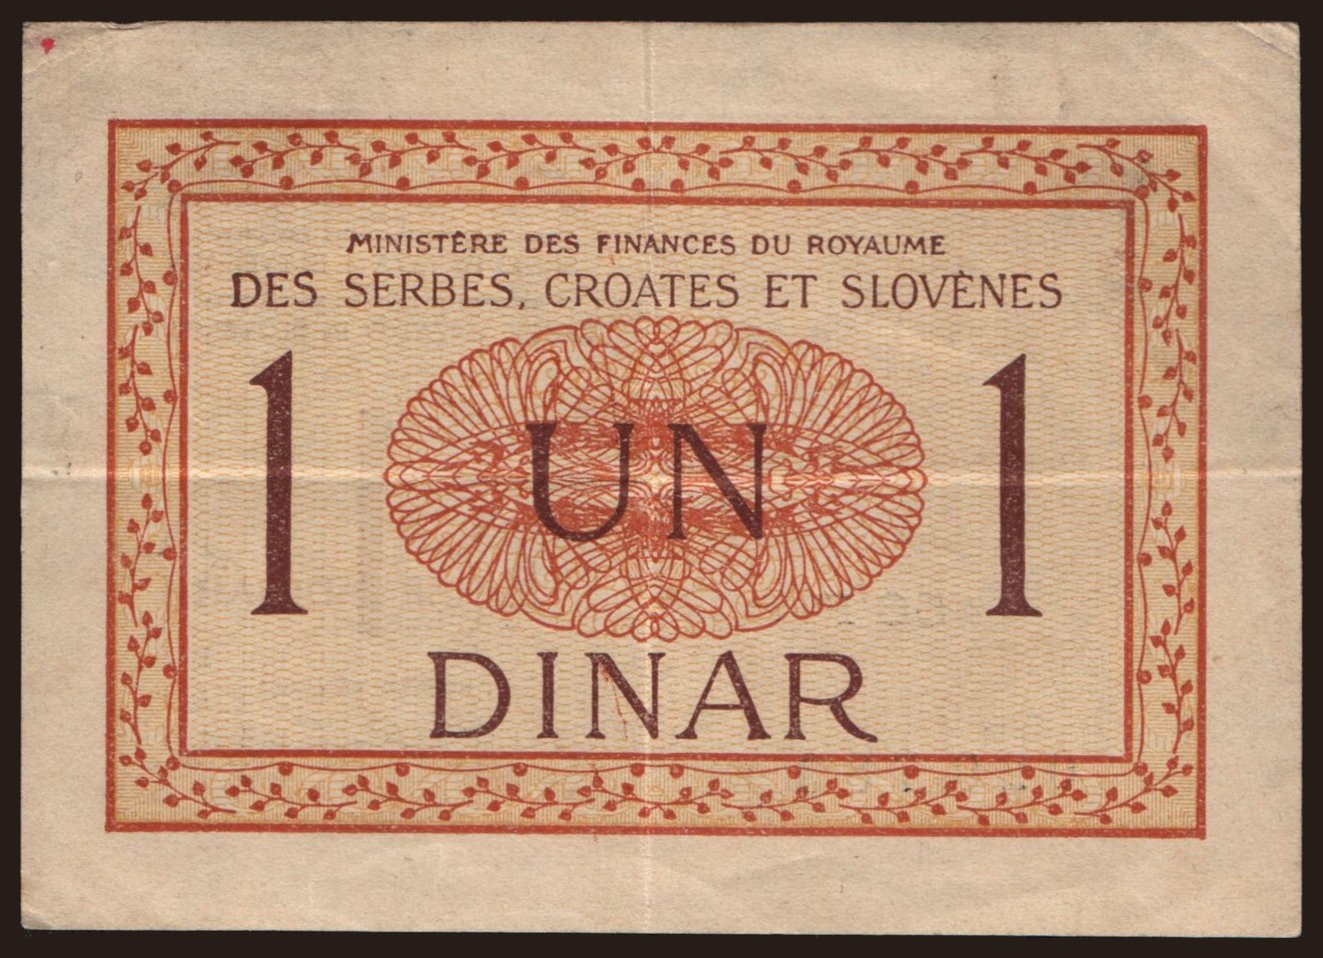 MINISTÈRE DES FINANCES DU ROYAUME
DES SERBES, CROATES ET SLOVÈNES
1 UN 1
DINAR